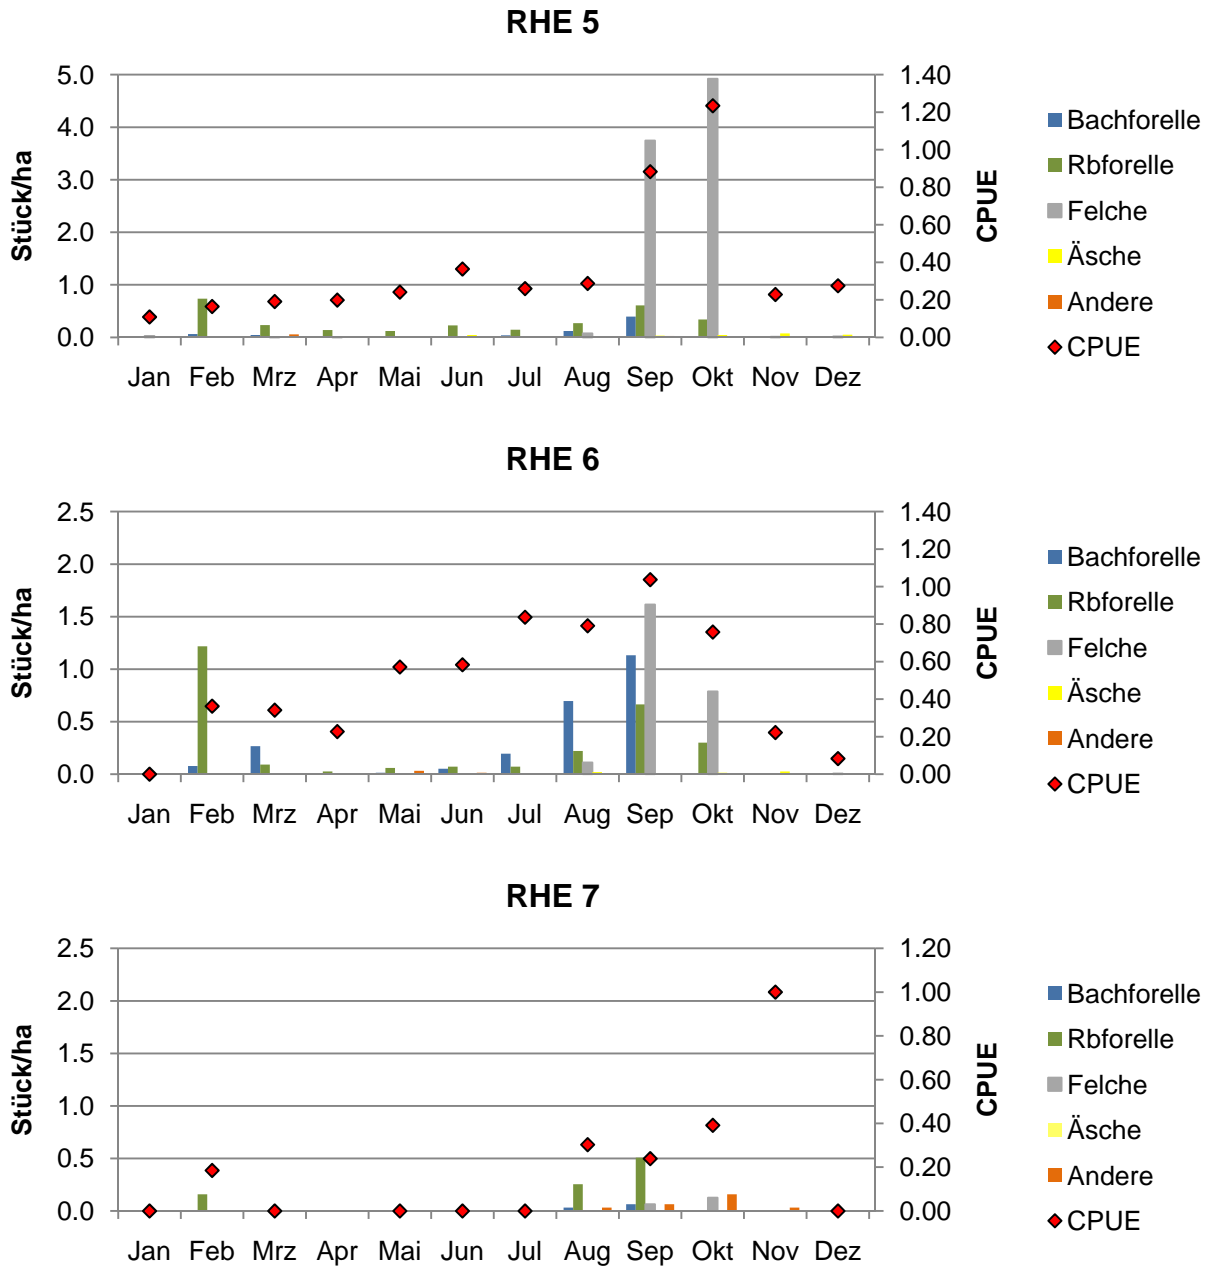 RHE 5
Stück/ha
5.0
4.0
3.0
2.0
1.0
0.0
1.40
1.20
1.00
0.80
0.60
0.40
0.20
0.00
CPUE
Jan Feb Mrz Apr Mai Jun Jul Aug Sep Okt Nov Dez
Bachforelle
Rbforelle
Felche
Äsche
Andere
CPUE
RHE 6
Stück/ha
2.5
2.0
1.5
1.0
0.5
0.0
1.40
1.20
1.00
0.80
0.60
0.40
0.20
0.00
CPUE
Jan Feb Mrz Apr Mai Jun Jul Aug Sep Okt Nov Dez
Bachforelle
Rbforelle
Felche
Äsche
Andere
CPUE
RHE 7
Stück/ha
2.5
2.0
1.5
1.0
0.5
0.0
1.20
1.00
0.80
0.60
0.40
0.20
0.00
CPUE
Jan Feb Mrz Apr Mai Jun Jul Aug Sep Okt Nov Dez
Bachforelle
Rbforelle
Felche
Äsche
Andere
CPUE